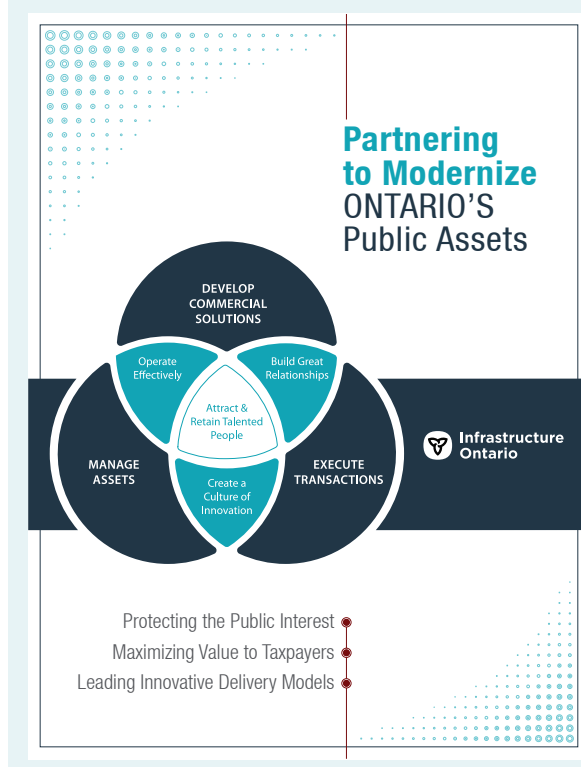 Partnering
to Modernize
ONTARIO'S
Public Assets
DEVELOP
COMMERCIAL
SOLUTIONS
Operate
Effectively
Build Great
Relationships
Attract &
Retain Talented
People
MANAGE
ASSETS
EXECUTE
TRANSACTIONS
Create a
Culture of
Innovation
Infrastructure
Ontario
Protecting the Public Interest
Maximizing Value to Taxpayers
Leading Innovative Delivery Models